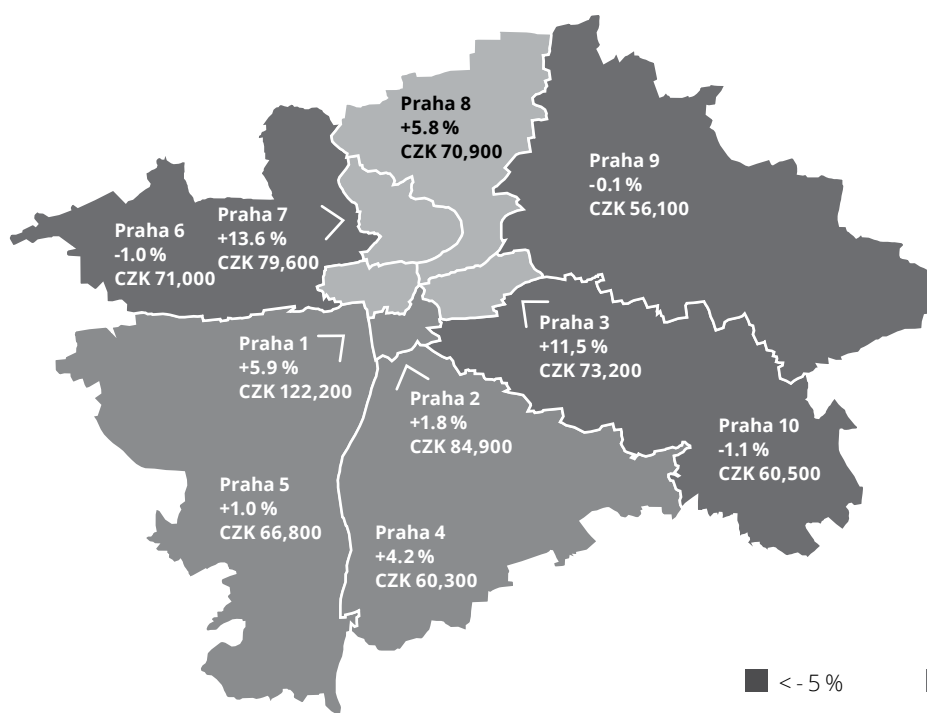 Praha 8
+5.8 %
CZK 70,900
Praha 9
-0.1 %
CZK 56,100
Praha 6
-1.0 %
CZK 71,000
Praha 7
+13.6 %
CZK 79,600
Praha 3
+11,5 %
CZK 73,200
Praha 1
+5.9 %
CZK 122,200
Praha 2
+1.8 %
CZK 84,900
Praha 10
-1.1 %
CZK 60,500
Praha 5
+1.0 %
CZK 66,800
Praha 4
+4.2 %
CZK 60,300
< - 5 %